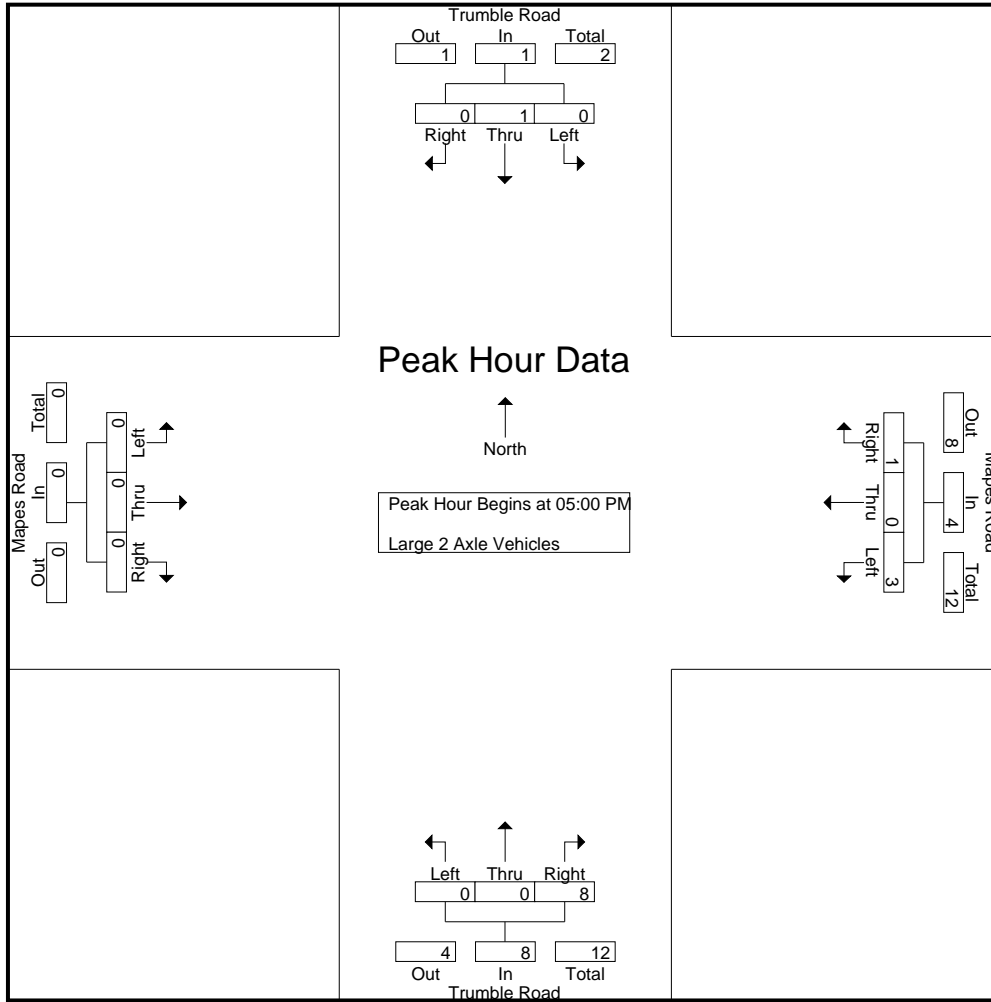 Trumble Road
Out In Total
1 1 2
0 1 0
Right Thru Left
Peak Hour Data
North
Peak Hour Begins at 05:00 PM
Large 2 Axle Vehicles
Mapes Road
Total In Out
0 0 0
0 0 0
Left Thru Right
Right Thru Left
1 0 3
Out In Total
8 4 12
Mapes Road
Left Thru Right
0 0 8
4 8 12
Out In Total
Trumble Road